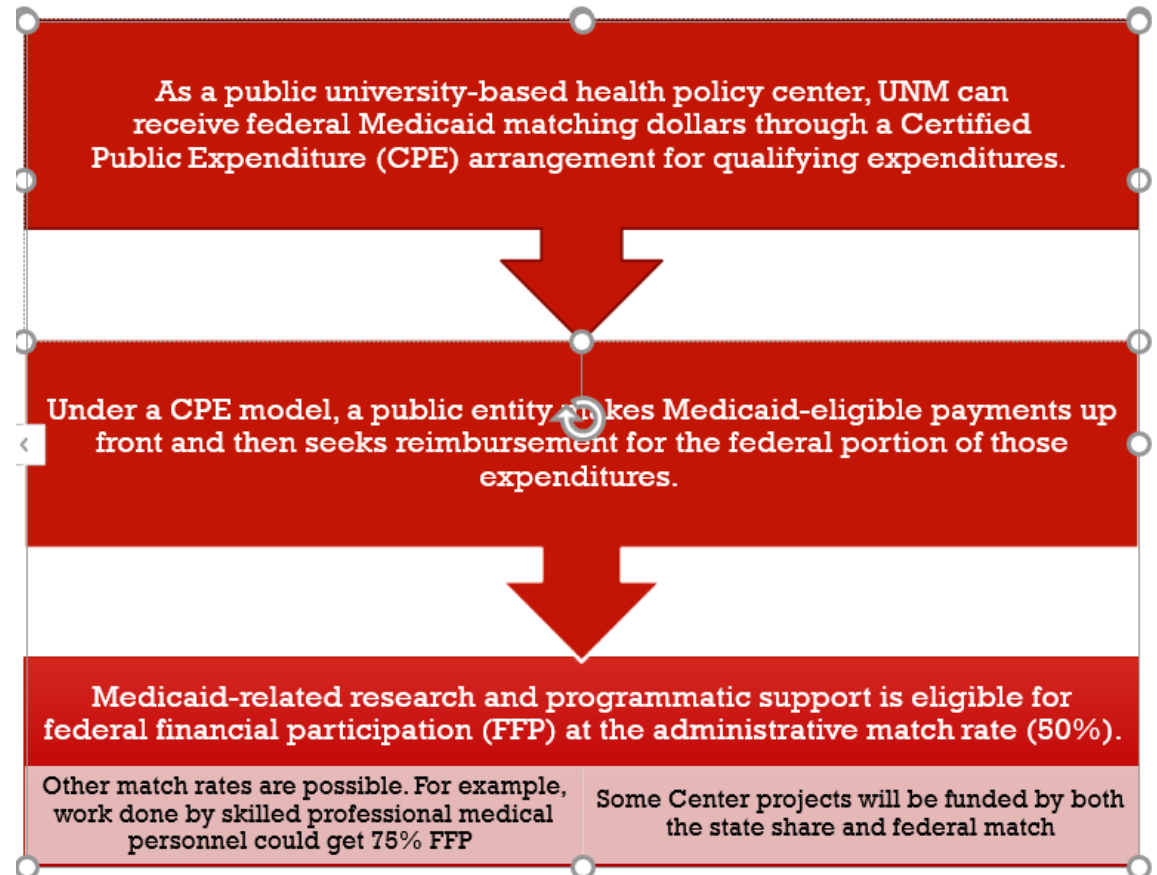 As a public university-based health policy center, UNM can
receive federal Medicaid matching dollars through a Certified
Public Expenditure (CPE) arrangement for qualifying expenditures.
Under a CPE model, a public entity makes Medicaid-eligible payments up
front and then seeks reimbursement for the federal portion of those
expenditures.
Medicaid-related research and programmatic support is eligible for
federal financial participation (FFP) at the administrative match rate (50%).
Other match rates are possible. For example,
work done by skilled professional medical
personnel could get 75% FFP
Some Center projects will be funded by both
the state share and federal match